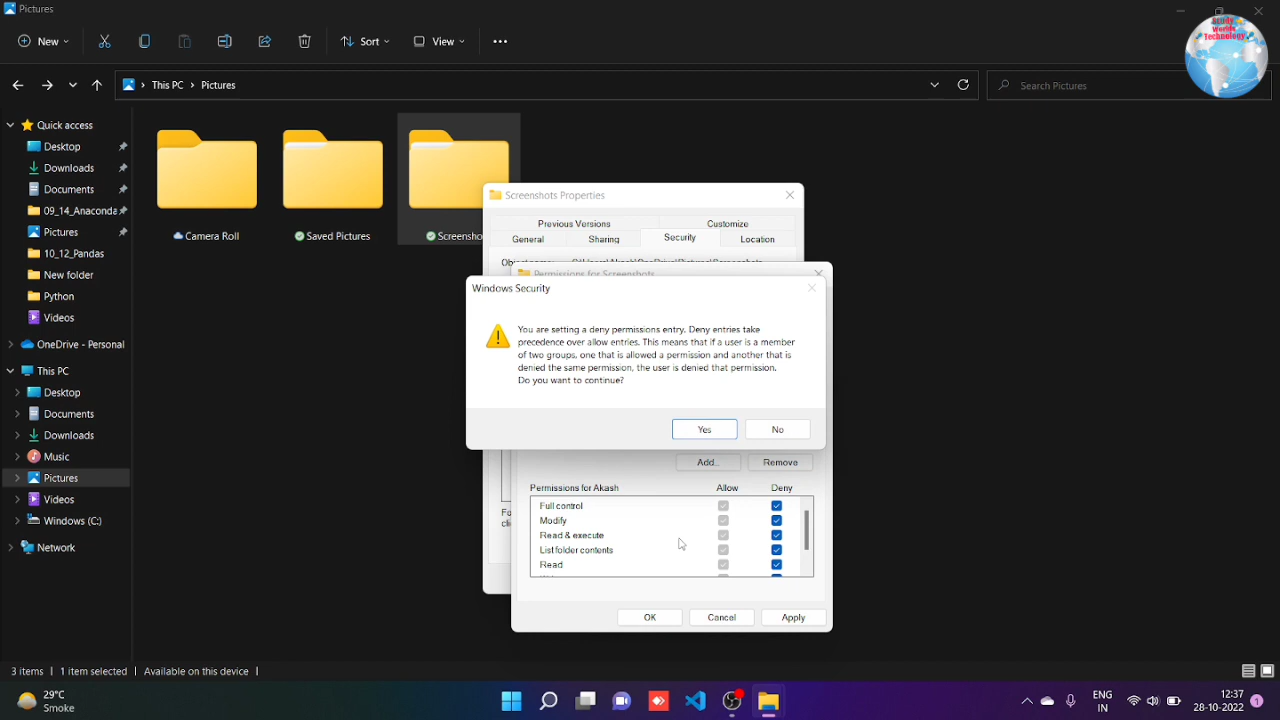 Pictures
Study
Worlds
Technology
New
Sort
View
This PC
Pictures
Search Pictures
Quick access
Desktop
Downloads
Documents
09_14_Anaconda
Pictures
10_12_Pandas
New folder
Python
Videos
OneDrive - Personal
This PC
Desktop
Documents
Downloads
Music
Pictures
Videos
Windows (C:)
Network
Camera Roll
Saved Pictures
Screensho
Screenshots Properties
Previous Versions
Customize
General
Sharing
Security
Location
Permissions for Screenshots
Windows Security
You are setting a deny permissions entry. Deny entries take
precedence over allow entries. This means that if a user is a member
of two groups, one that is allowed a permission and another that is
denied the same permission, the user is denied that permission.
Do you want to continue?
Yes
No
Add...
Remove
Permissions for Akash
Allow
Deny
Full control
Modify
Read & execute
List folder contents
Read
OK
Cancel
Apply
3 items
1 item selected
Available on this device
29°C
Smoke
ENG
IN
12:37
28-10-2022
1